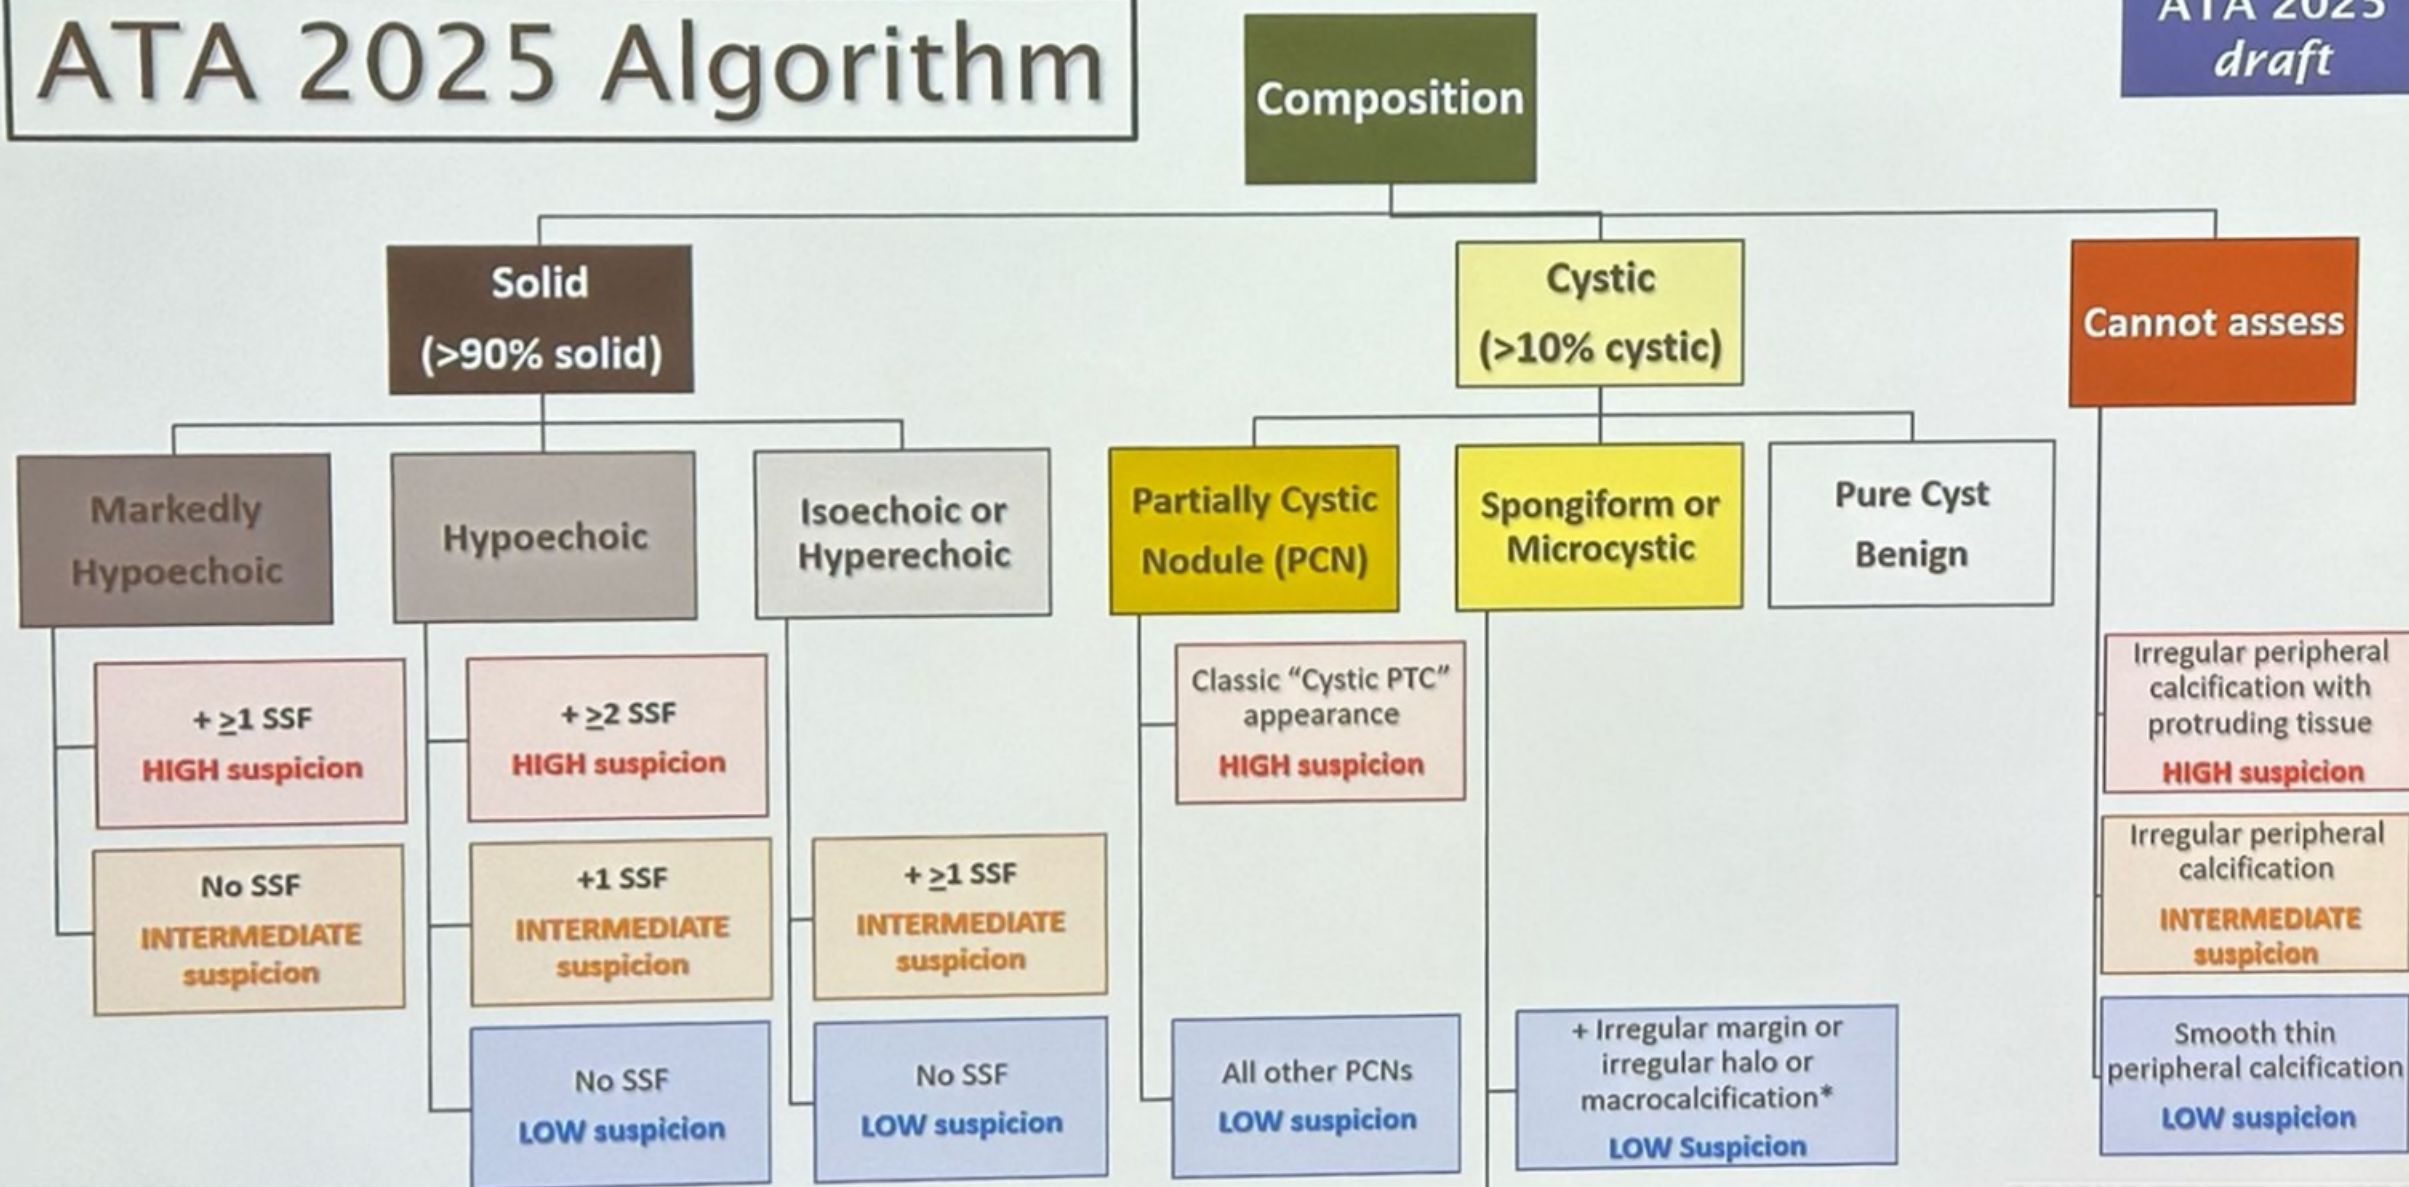 ATA 2025 Algorithm
ATA 2025
draft
Composition
Solid
(>90% solid)
Cystic
(>10% cystic)
Cannot assess
Markedly
Hypoechoic
Hypoechoic
Isoechoic or
Hyperechoic
Partially Cystic
Nodule (PCN)
Spongiform or
Microcystic
Pure Cyst
Benign
+ ≥1 SSF
HIGH suspicion
No SSF
INTERMEDIATE
suspicion
+ ≥2 SSF
HIGH suspicion
+1 SSF
INTERMEDIATE
suspicion
No SSF
LOW suspicion
+ ≥1 SSF
INTERMEDIATE
suspicion
No SSF
LOW suspicion
Classic “Cystic PTC”
appearance
HIGH suspicion
All other PCNs
LOW suspicion
+ Irregular margin or
irregular halo or
macrocalcification*
LOW Suspicion
Irregular peripheral
calcification with
protruding tissue
HIGH suspicion
Irregular peripheral
calcification
INTERMEDIATE
suspicion
Smooth thin
peripheral calcification
LOW suspicion